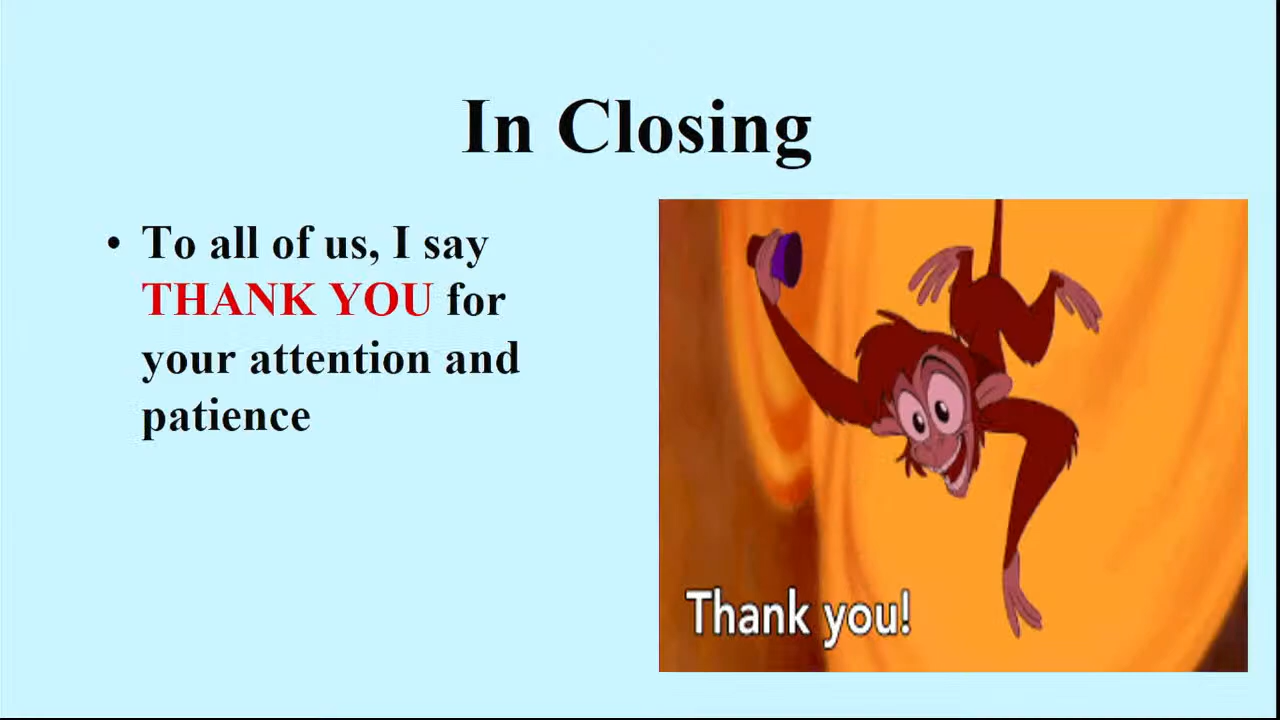 In Closing
• To all of us, I say
THANK YOU for
your attention and
patience
Thank you!